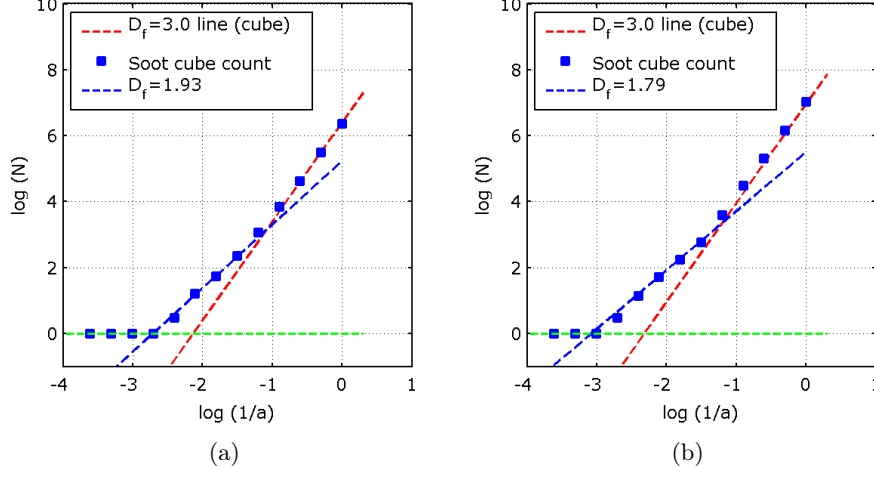 10
8
6
4
2
0
-4 -3 -2 -1 0 1
log (N)
log (1/a)
D_f=3.0 line (cube)
Soot cube count
D_f=1.93
(a)
10
8
6
4
2
0
-4 -3 -2 -1 0 1
log (N)
log (1/a)
D_f=3.0 line (cube)
Soot cube count
D_f=1.79
(b)